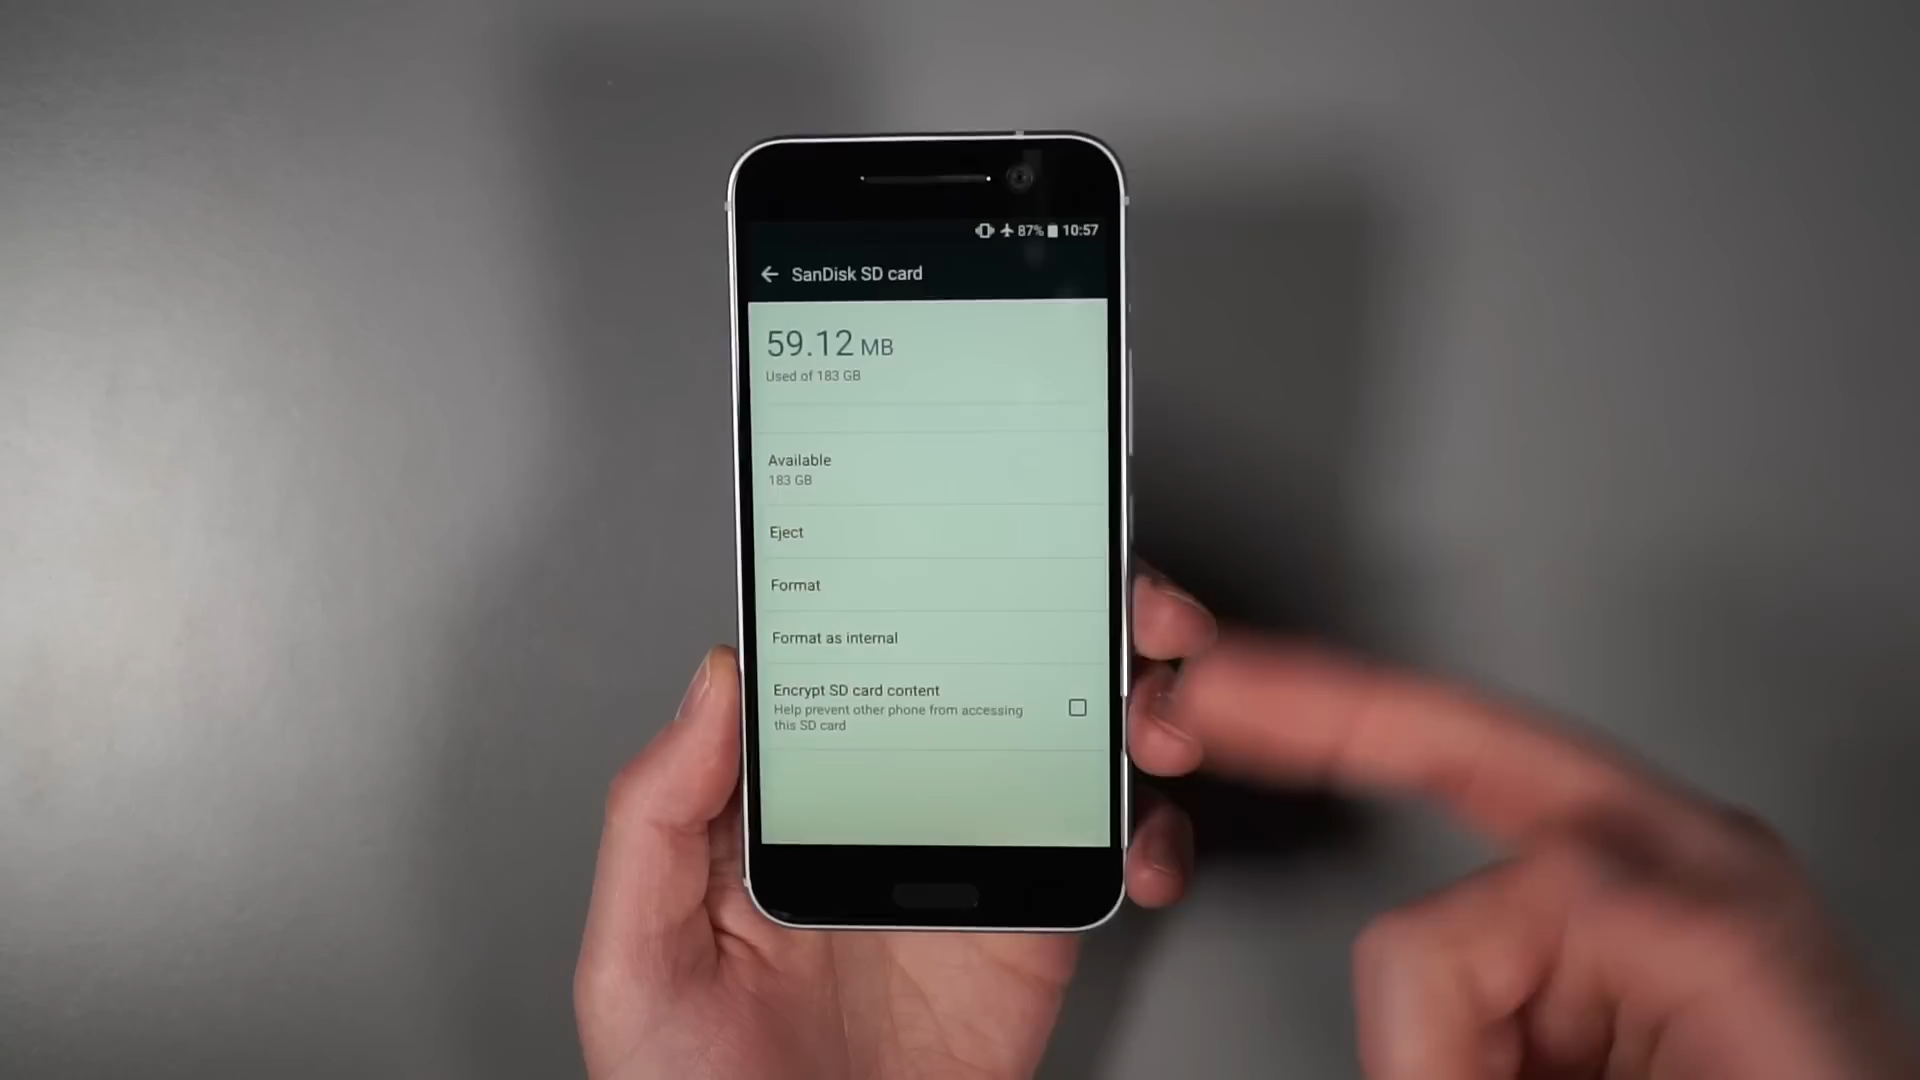 87% 10:57
SanDisk SD card
59.12 MB
Used of 183 GB
Available
183 GB
Eject
Format
Format as internal
Encrypt SD card content
Help prevent other phone from accessing
this SD card